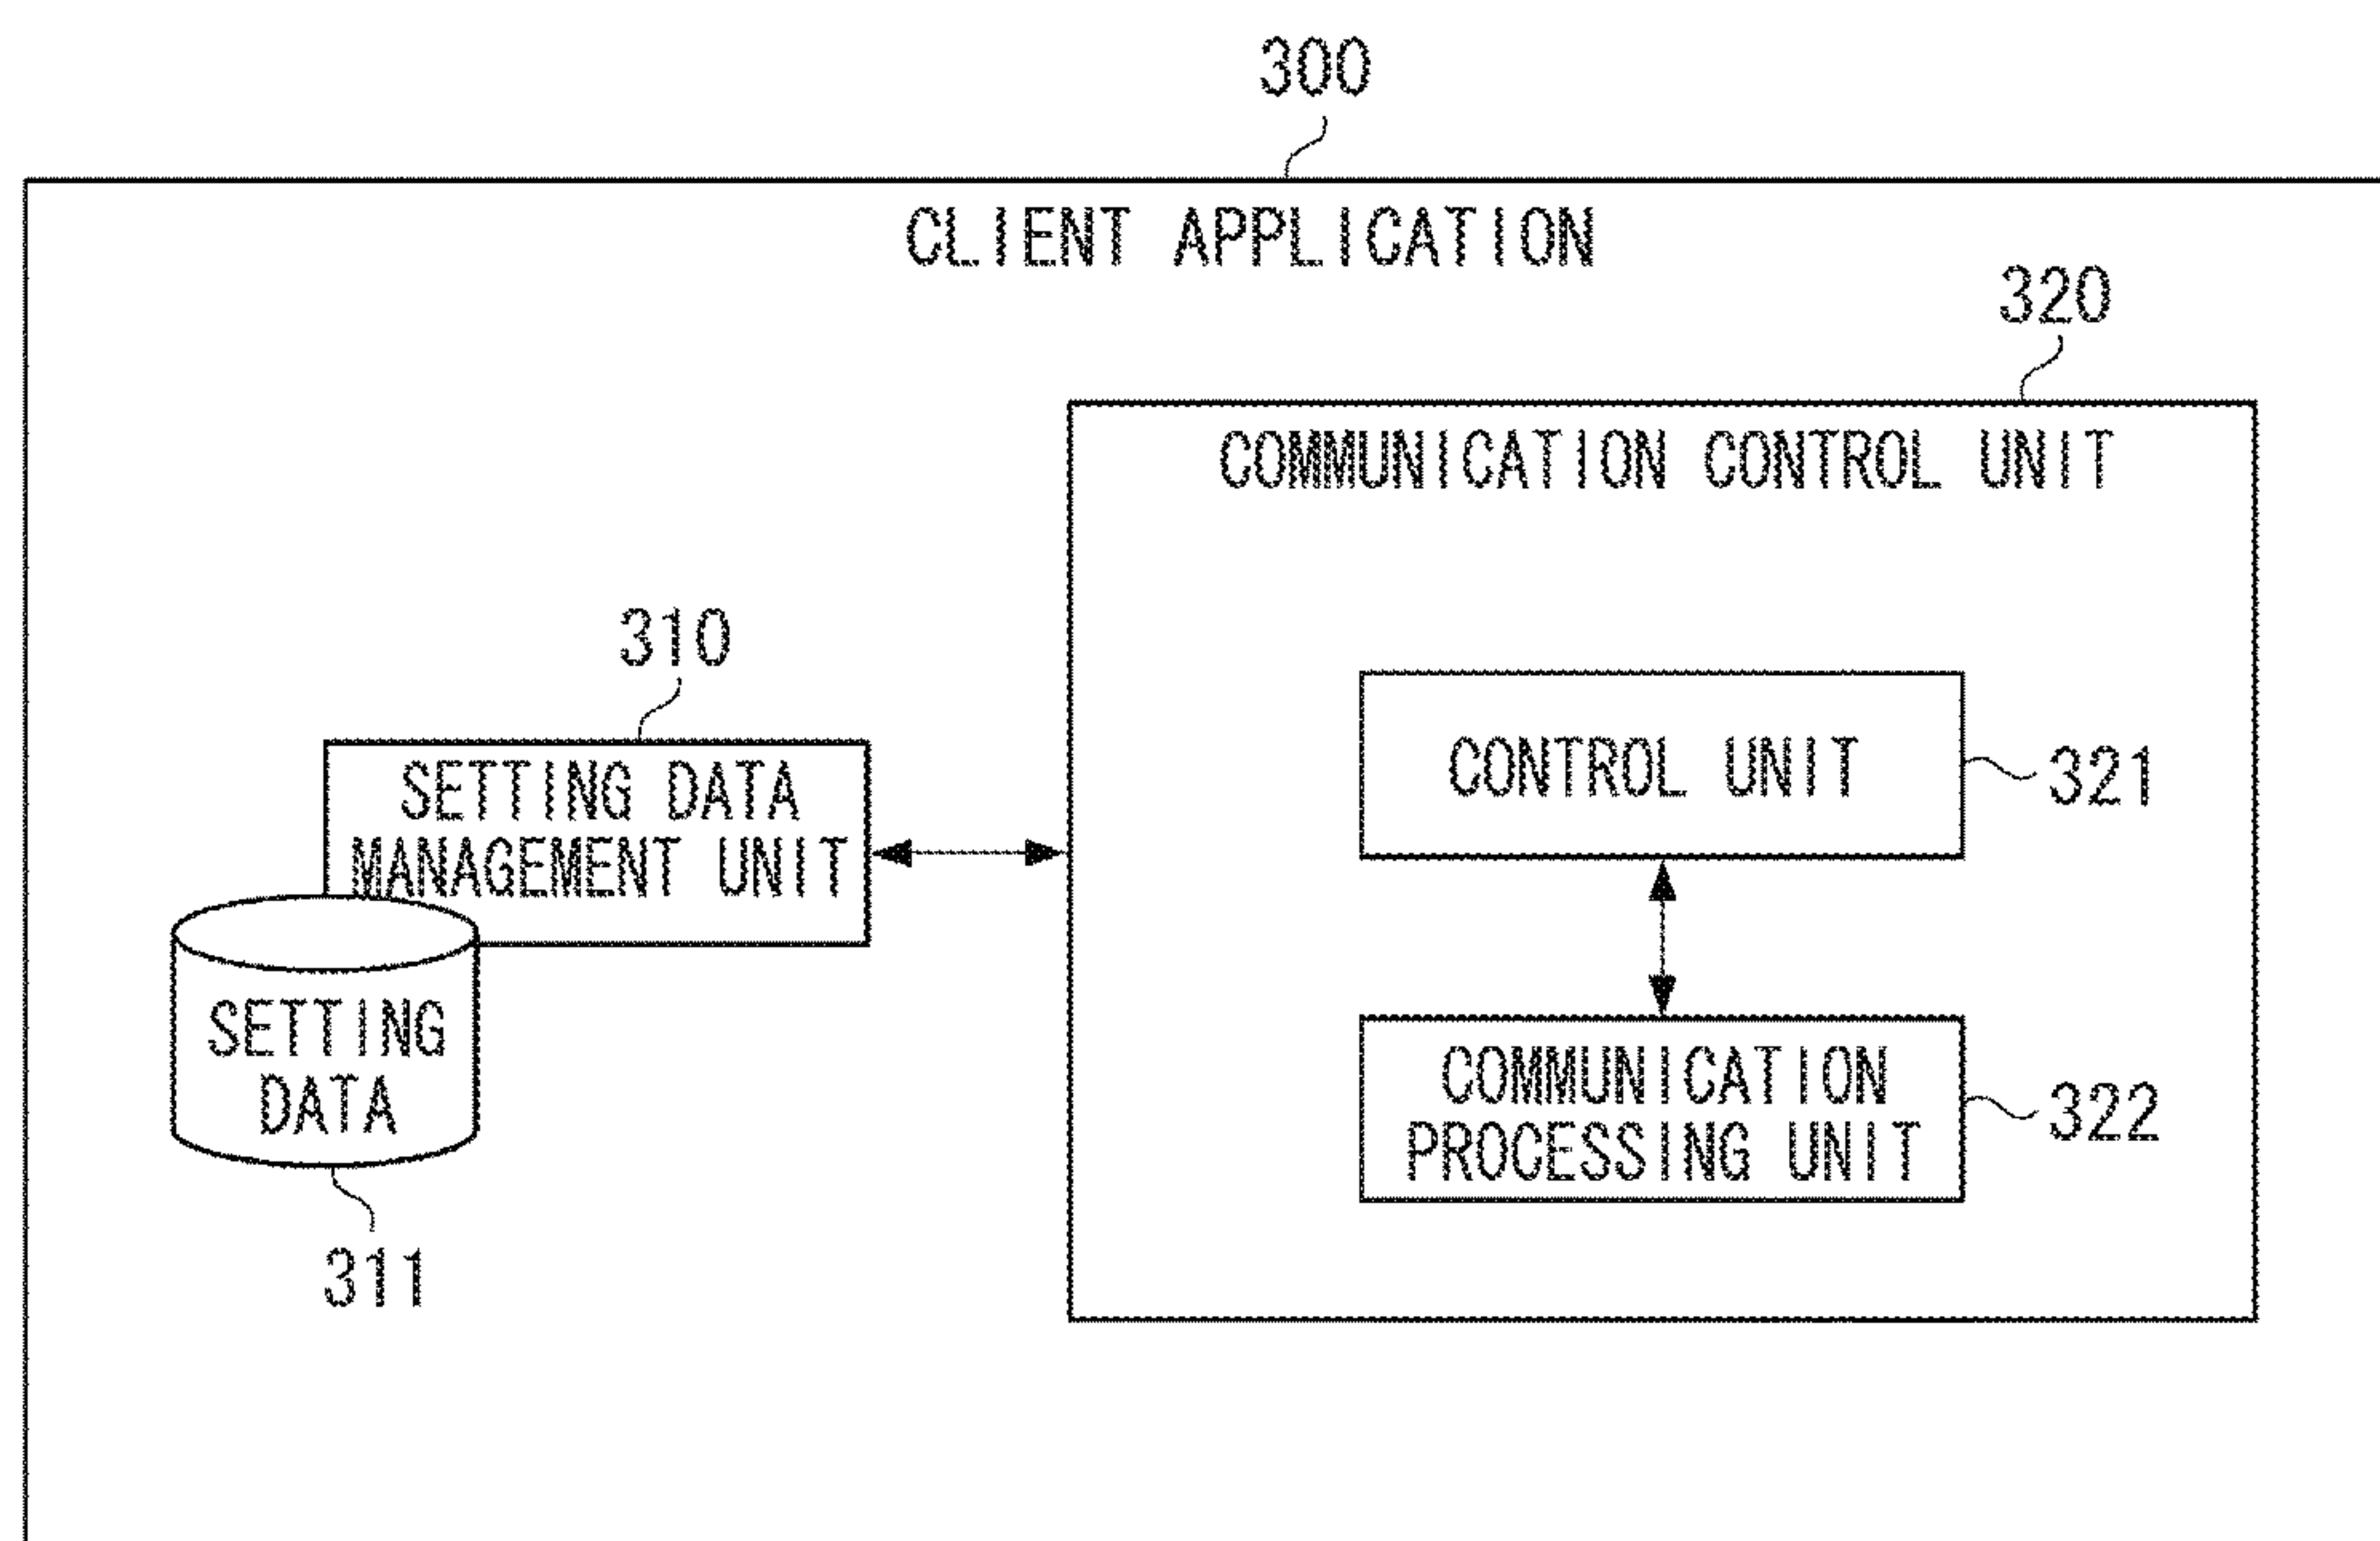 300
CLIENT APPLICATION
320
COMMUNICATION CONTROL UNIT
310
SETTING DATA
MANAGEMENT UNIT
CONTROL UNIT
321
SETTING
DATA
311
COMMUNICATION
PROCESSING UNIT
322